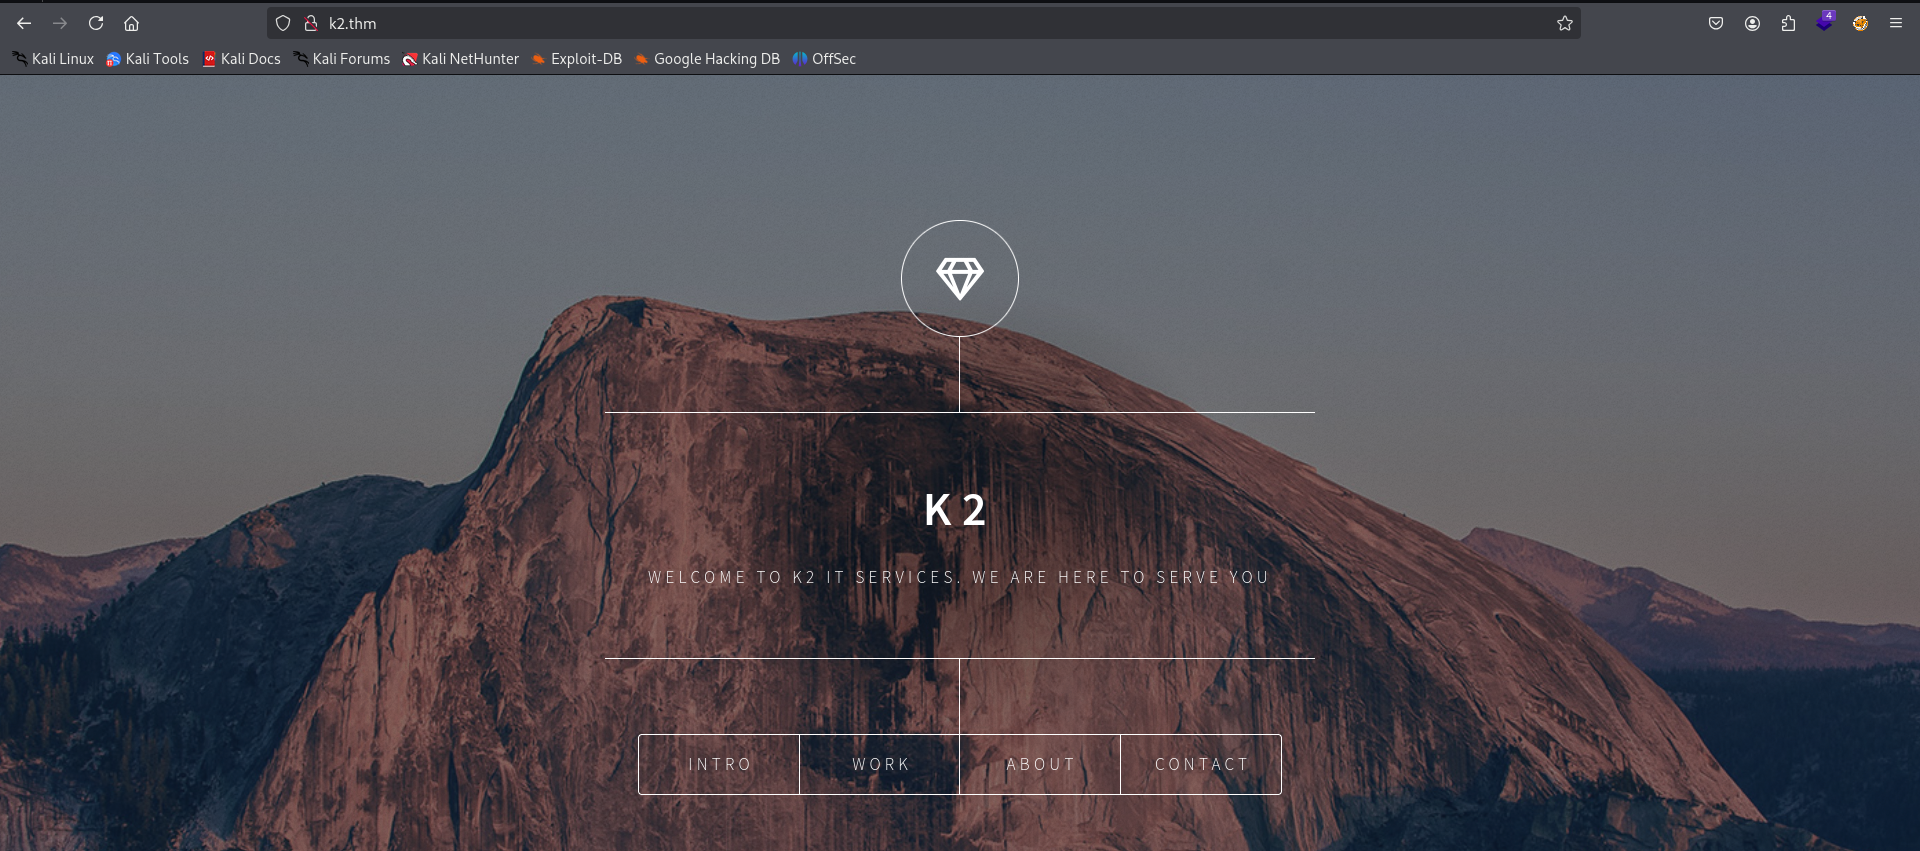 k2.thm
4
Kali Linux Kali Tools Kali Docs Kali Forums Kali NetHunter Exploit-DB Google Hacking DB OffSec
K2
WELCOME TO K2 IT SERVICES. WE ARE HERE TO SERVE YOU
INTRO WORK ABOUT CONTACT